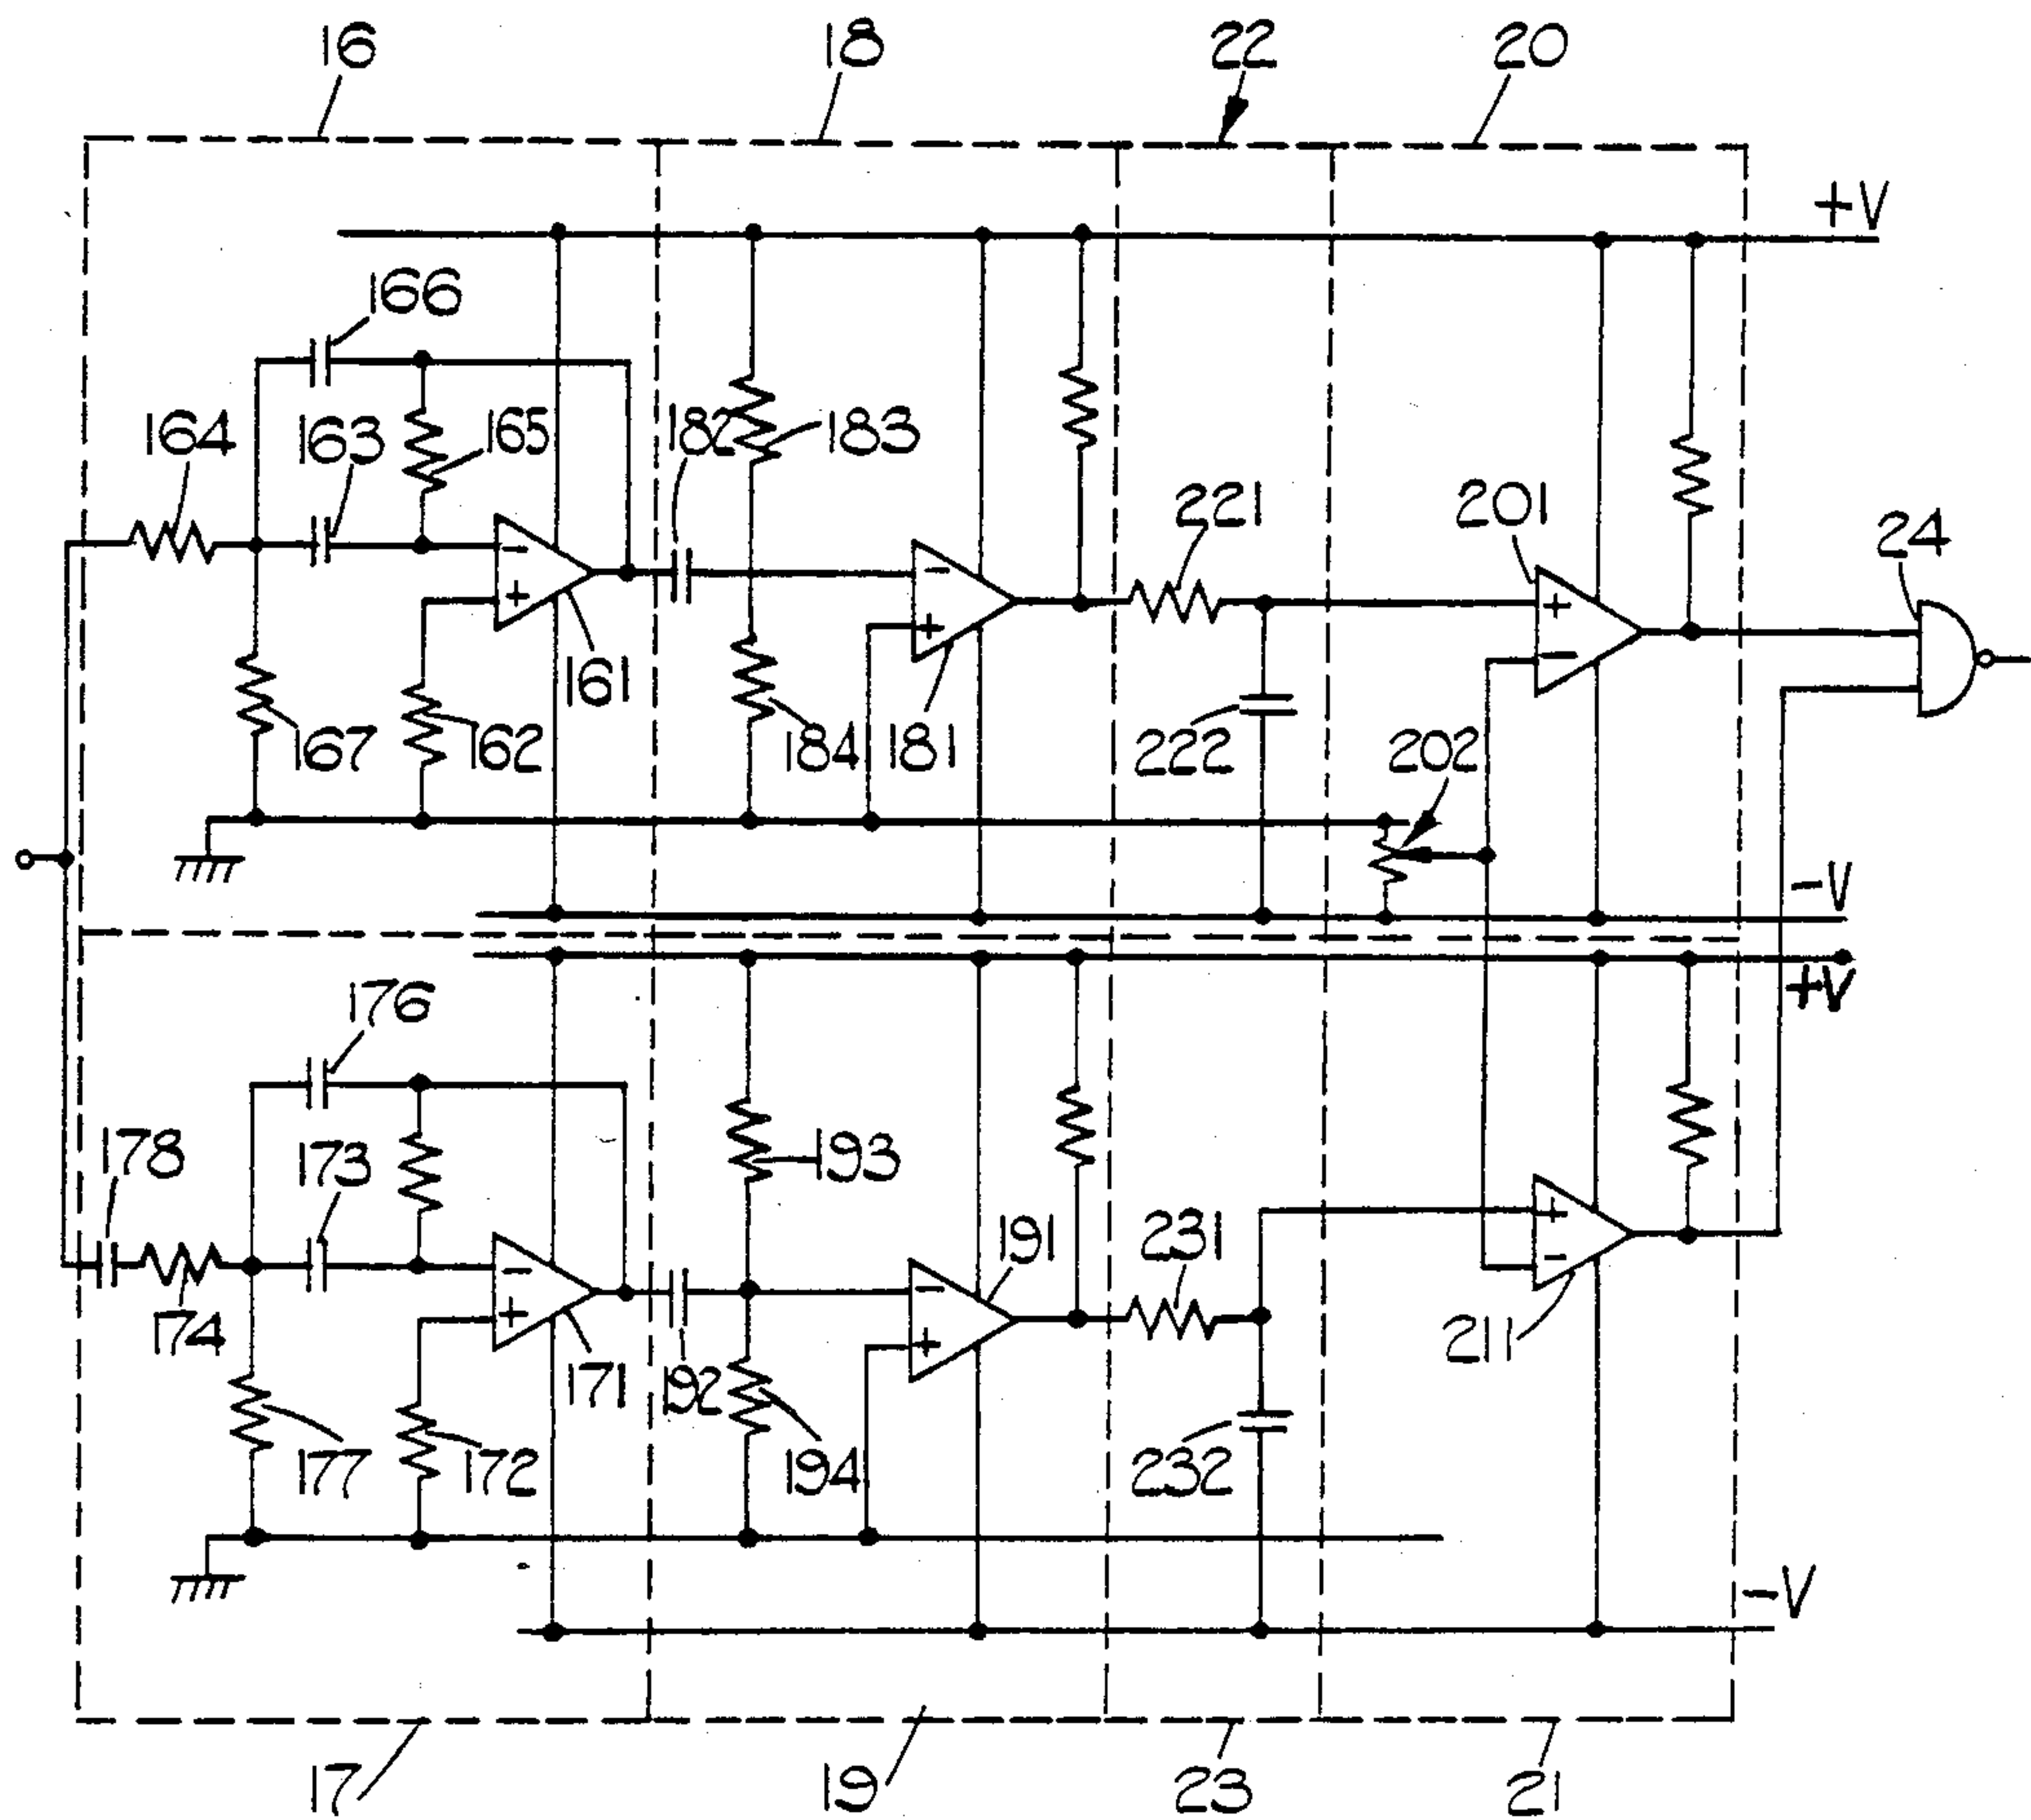 16 18 22 20
+V
166
164 163 165 182 183
221 201
24
− −
+ +
+ −
161
167 162 184 181 222 202
−V
+V
176
178 173 193
191 231
− + −
174 + − 211
171 192 +
177 172 194 232
−V
17 19 23 21